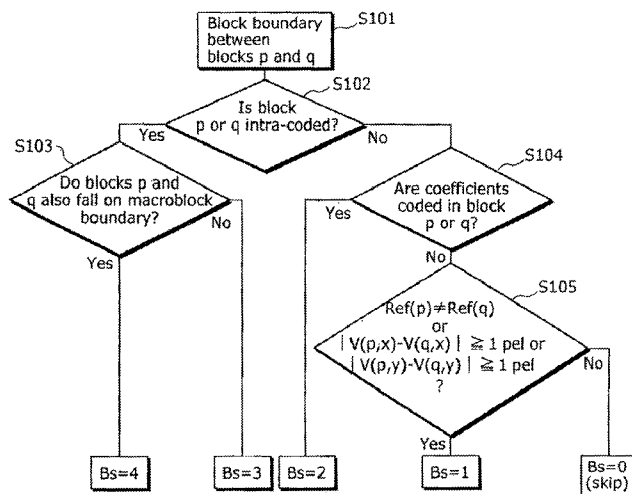 S101
Block boundary
between
blocks p and q
S102
Is block
p or q intra-coded?
Yes
No
S103
Do blocks p and
q also fall on macroblock
boundary?
Yes
No
S104
Are coefficients
coded in block
p or q?
Yes
No
S105
Ref(p)≠Ref(q)
or
| V(p,x)-V(q,x) | ≧ 1 pel or
| V(p,y)-V(q,y) | ≧ 1 pel
?
No
Yes
Bs=4
Bs=3
Bs=2
Bs=1
Bs=0
(skip)